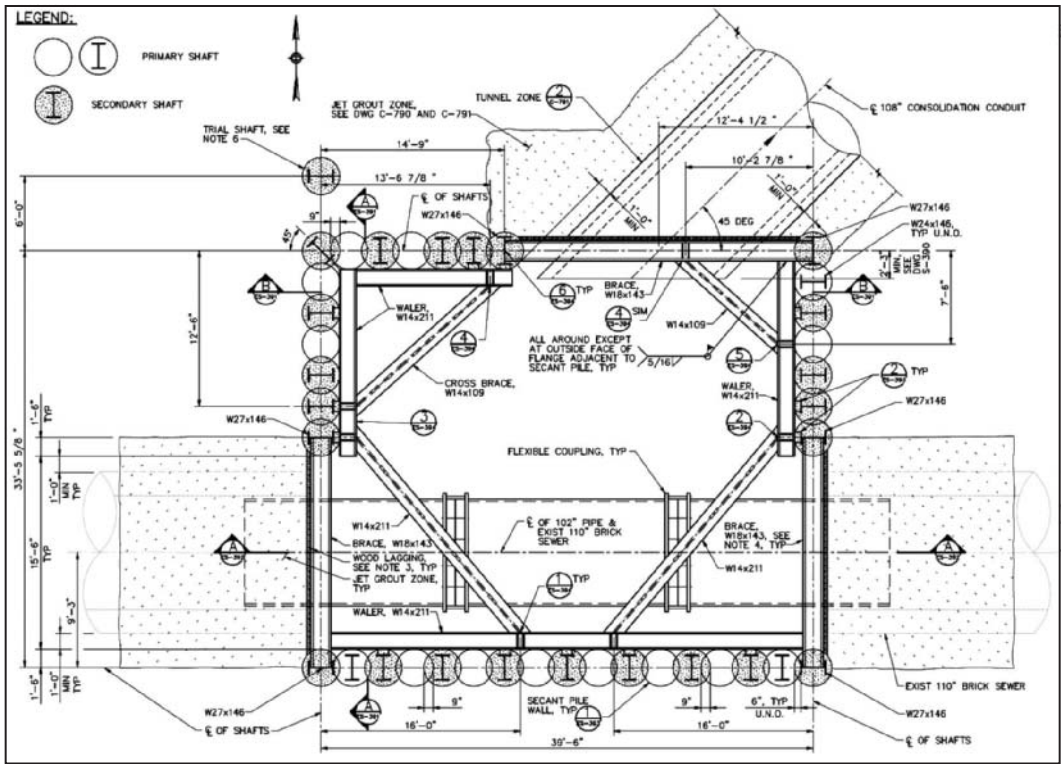 LEGEND:
PRIMARY SHAFT
SECONDARY SHAFT
TRIAL SHAFT, SEE
NOTE 6
JET GROUT ZONE,
SEE DWG C-790 AND C-791
TUNNEL ZONE
2
C-791
℄ 108" CONSOLIDATION CONDUIT
12'-4 1/2 "
14'-9"
10'-2 7/8 "
13'-6 7/8 "
℄ OF SHAFTS
W27x146
1'-0"
MIN
1'-0"
MIN
45 DEG
W27x146
W24x146,
TYP U.N.O.
2'-3"
MIN,
SEE
DWG
S-390
7'-6"
6'-0"
9"
A
45°
B
B
6
TYP
BRACE,
W18x143
4
SIM
W14x109
WALER,
W14x211
4
12'-6"
ALL AROUND EXCEPT
AT OUTSIDE FACE OF
FLANGE ADJACENT TO
SECANT PILE, TYP
5/16
5
CROSS BRACE,
W14x109
WALER,
W14x211
2
TYP
W27x146
3
2
W27x146
1'-6"
TYP
33'-5 5/8 "
1'-0"
MIN
TYP
FLEXIBLE COUPLING, TYP
W14x211
℄ OF 102" PIPE &
EXIST 110" BRICK
SEWER
BRACE,
W18x143, SEE
NOTE 4, TYP
W14x211
A
A
BRACE, W18x143
WOOD LAGGING,
SEE NOTE 3, TYP
JET GROUT ZONE,
TYP
15'-6"
TYP
9'-3"
1
TYP
WALER, W14x211
1'-6"
1'-0"
MIN
TYP
EXIST 110" BRICK SEWER
W27x146
A
9"
SECANT PILE
WALL, TYP
1
9"
6", TYP
U.N.O.
W27x146
℄ OF SHAFTS
16'-0"
16'-0"
℄ OF SHAFTS
39'-6"